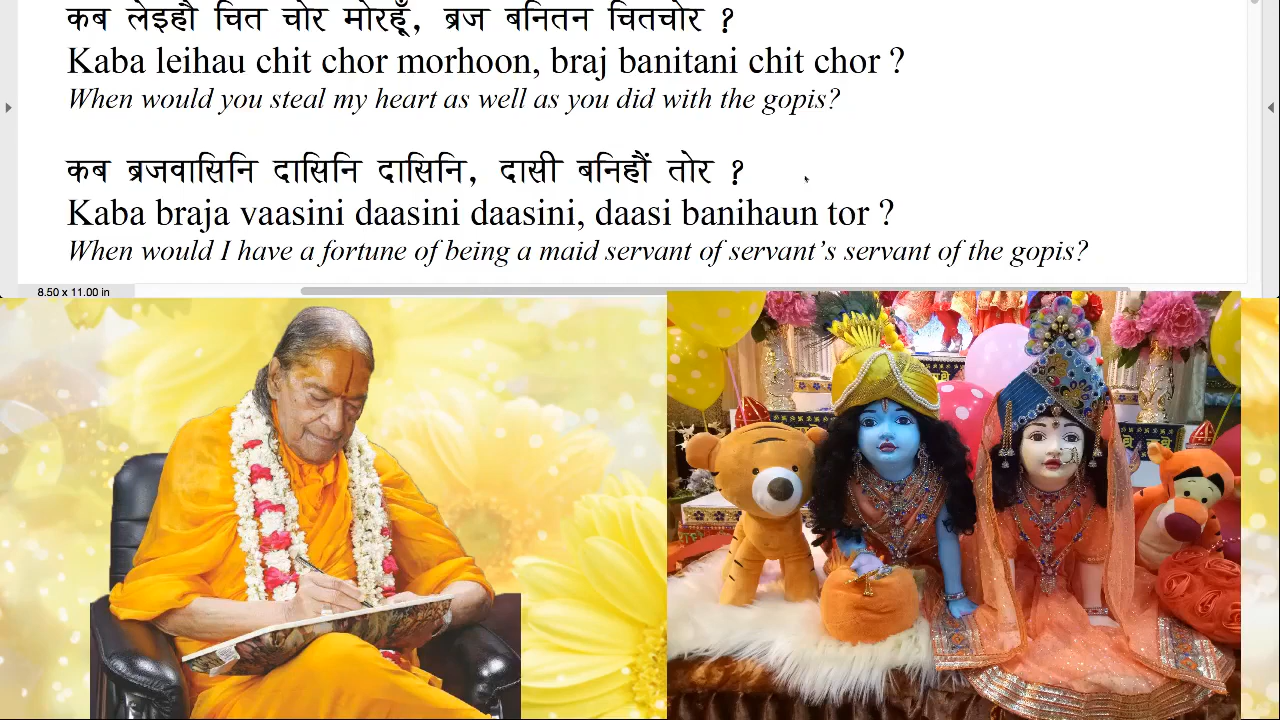 कब लेइहौ चित चोर मोरहूँ, ब्रज बनितन चितचोर ?
Kaba leihau chit chor morhoon, braj banitani chit chor ?
When would you steal my heart as well as you did with the gopis?
कब ब्रजवासिनि दासिनि दासिनि, दासी बनिहौं तोर ?
Kaba braja vaasini daasini daasini, daasi banihaun tor ?
When would I have a fortune of being a maid servant of servant’s servant of the gopis?
8.50 x 11.00 in